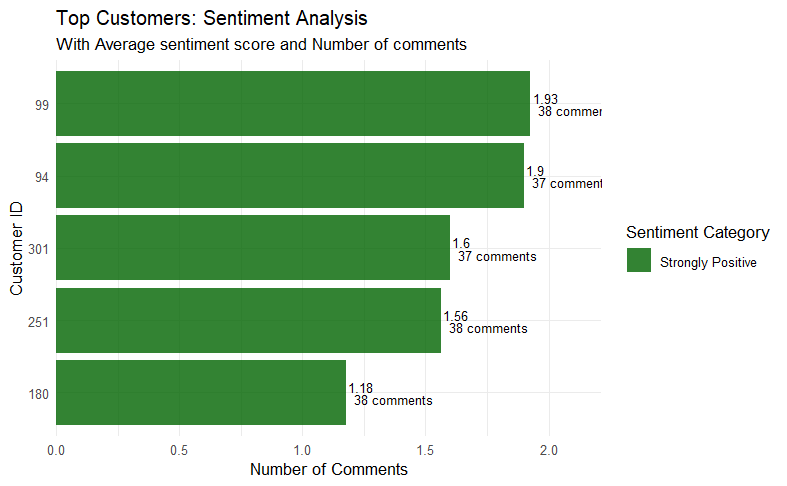 Top Customers: Sentiment Analysis
With Average sentiment score and Number of comments
Customer ID
99
1.93
38 commen
94
1.9
37 comment
301
1.6
37 comments
251
1.56
38 comments
180
1.18
38 comments
0.0 0.5 1.0 1.5 2.0
Number of Comments
Sentiment Category
Strongly Positive